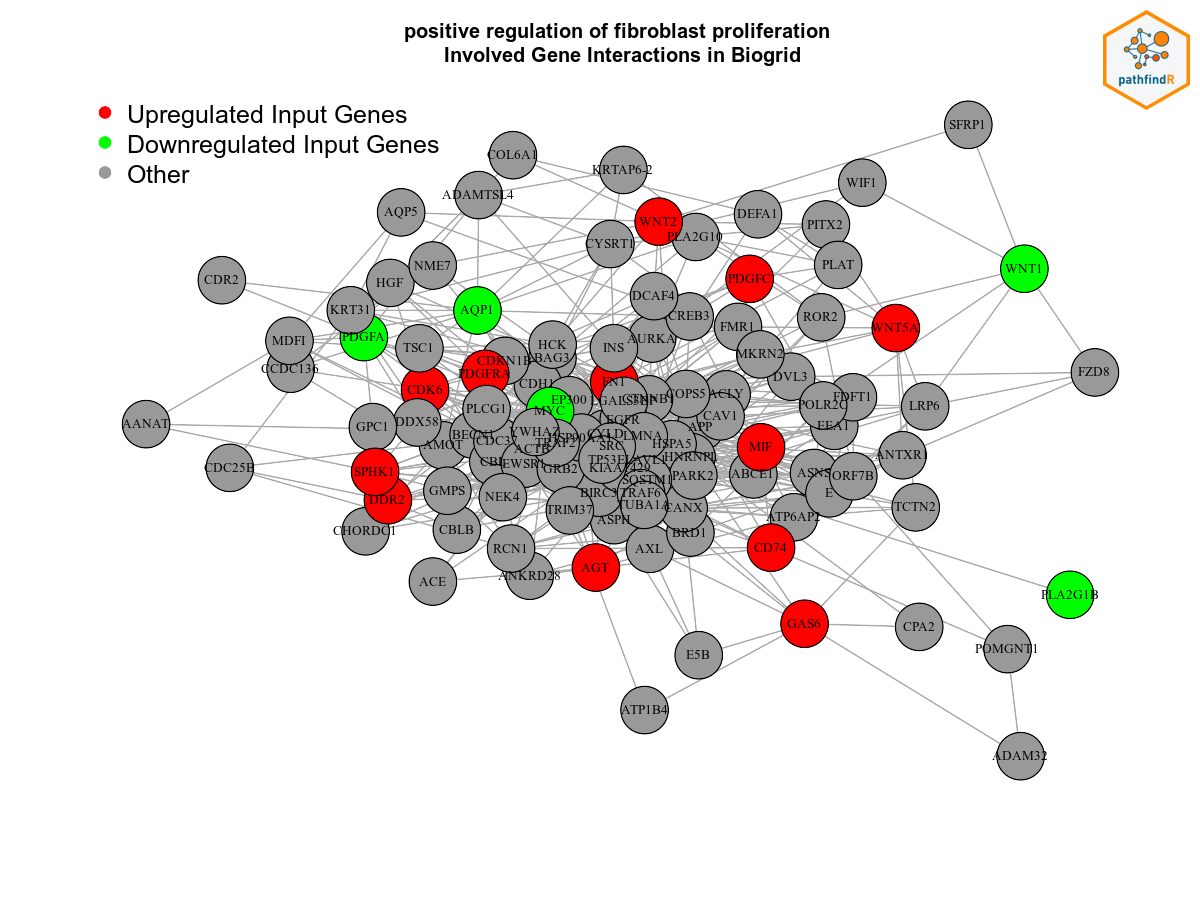 positive regulation of fibroblast proliferation
Involved Gene Interactions in Biogrid
pathfindR
Upregulated Input Genes
Downregulated Input Genes
Other
SFRP1
COL6A1
KRTAP6-2
WIF1
ADAMTSL4
AQP5
DEFA1
WNT2
PITX2
PLA2G10
CYSRT1
NME7
PLAT
WNT1
CDR2
HGF
PDGFC
DCAF4
KRT31
AQP1
CREB3
ROR2
FMR1
WNT5A
PDGFA
MDFI
AURKA
HCK
INS
TSC1
MKRN2
CDKN1B
BAG3
CCDC136
PDGFRA
FZD8
DVL3
CDK6
CDH1
FN1
ACLY
COPS5
FDFT1
EP300
CTNNB1
POLR2C
LRP6
PLCG1
MYC
CAV1
AANAT
GPC1
DDX58
EGFR
APP
EEA1
YWHAZ
CYLD
BECN1
LMNA
CDC37
AMOT
TRAF2
SRC
HSPA5
MIF
ACTB
ANTXR1
TP53
HNRNPL
CBL
EWSR1
CDC25B
SPHK1
GRB2
KIAA1429
PARK2
ABCE1
ASNS
ORF7B
SQSTM1
GMPS
BIRC3
TRAF6
E
DDR2
NEK4
TUBA1A
CANX
TCTN2
TRIM37
ATP6AP2
ASPH
CHORDC1
CBLB
BRD1
RCN1
AXL
CD74
AGT
ACE
ANKRD28
PLA2G1B
GAS6
CPA2
E5B
POMGNT1
ATP1B4
ADAM32